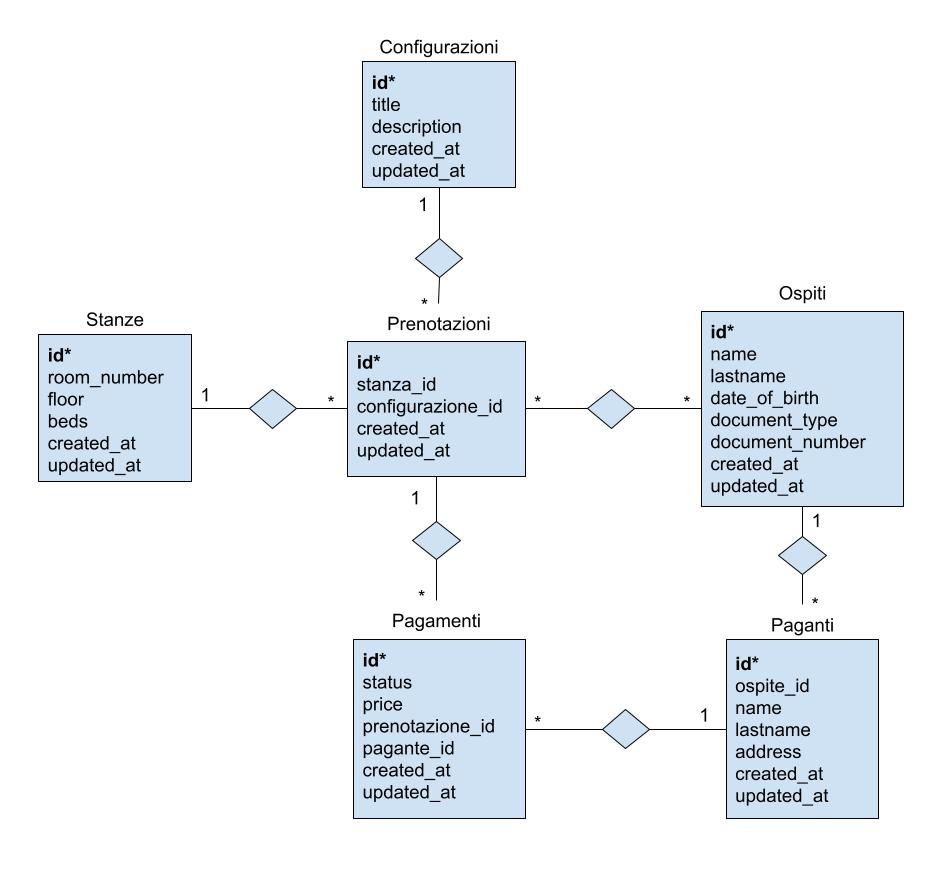 Configurazioni
id*
title
description
created_at
updated_at
1
*
Stanze
id*
room_number
floor
beds
created_at
updated_at
1
*
Prenotazioni
id*
stanza_id
configurazione_id
created_at
updated_at
*
*
Ospiti
id*
name
lastname
date_of_birth
document_type
document_number
created_at
updated_at
1
*
1
*
Pagamenti
id*
status
price
prenotazione_id
pagante_id
created_at
updated_at
*
1
Paganti
id*
ospite_id
name
lastname
address
created_at
updated_at